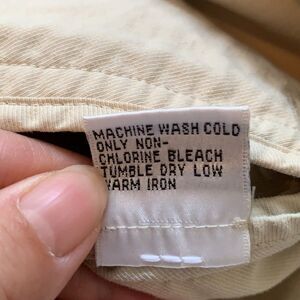 MACHINE WASH COLD
ONLY NON-
CHLORINE BLEACH
TUMBLE DRY LOW
WARM IRON